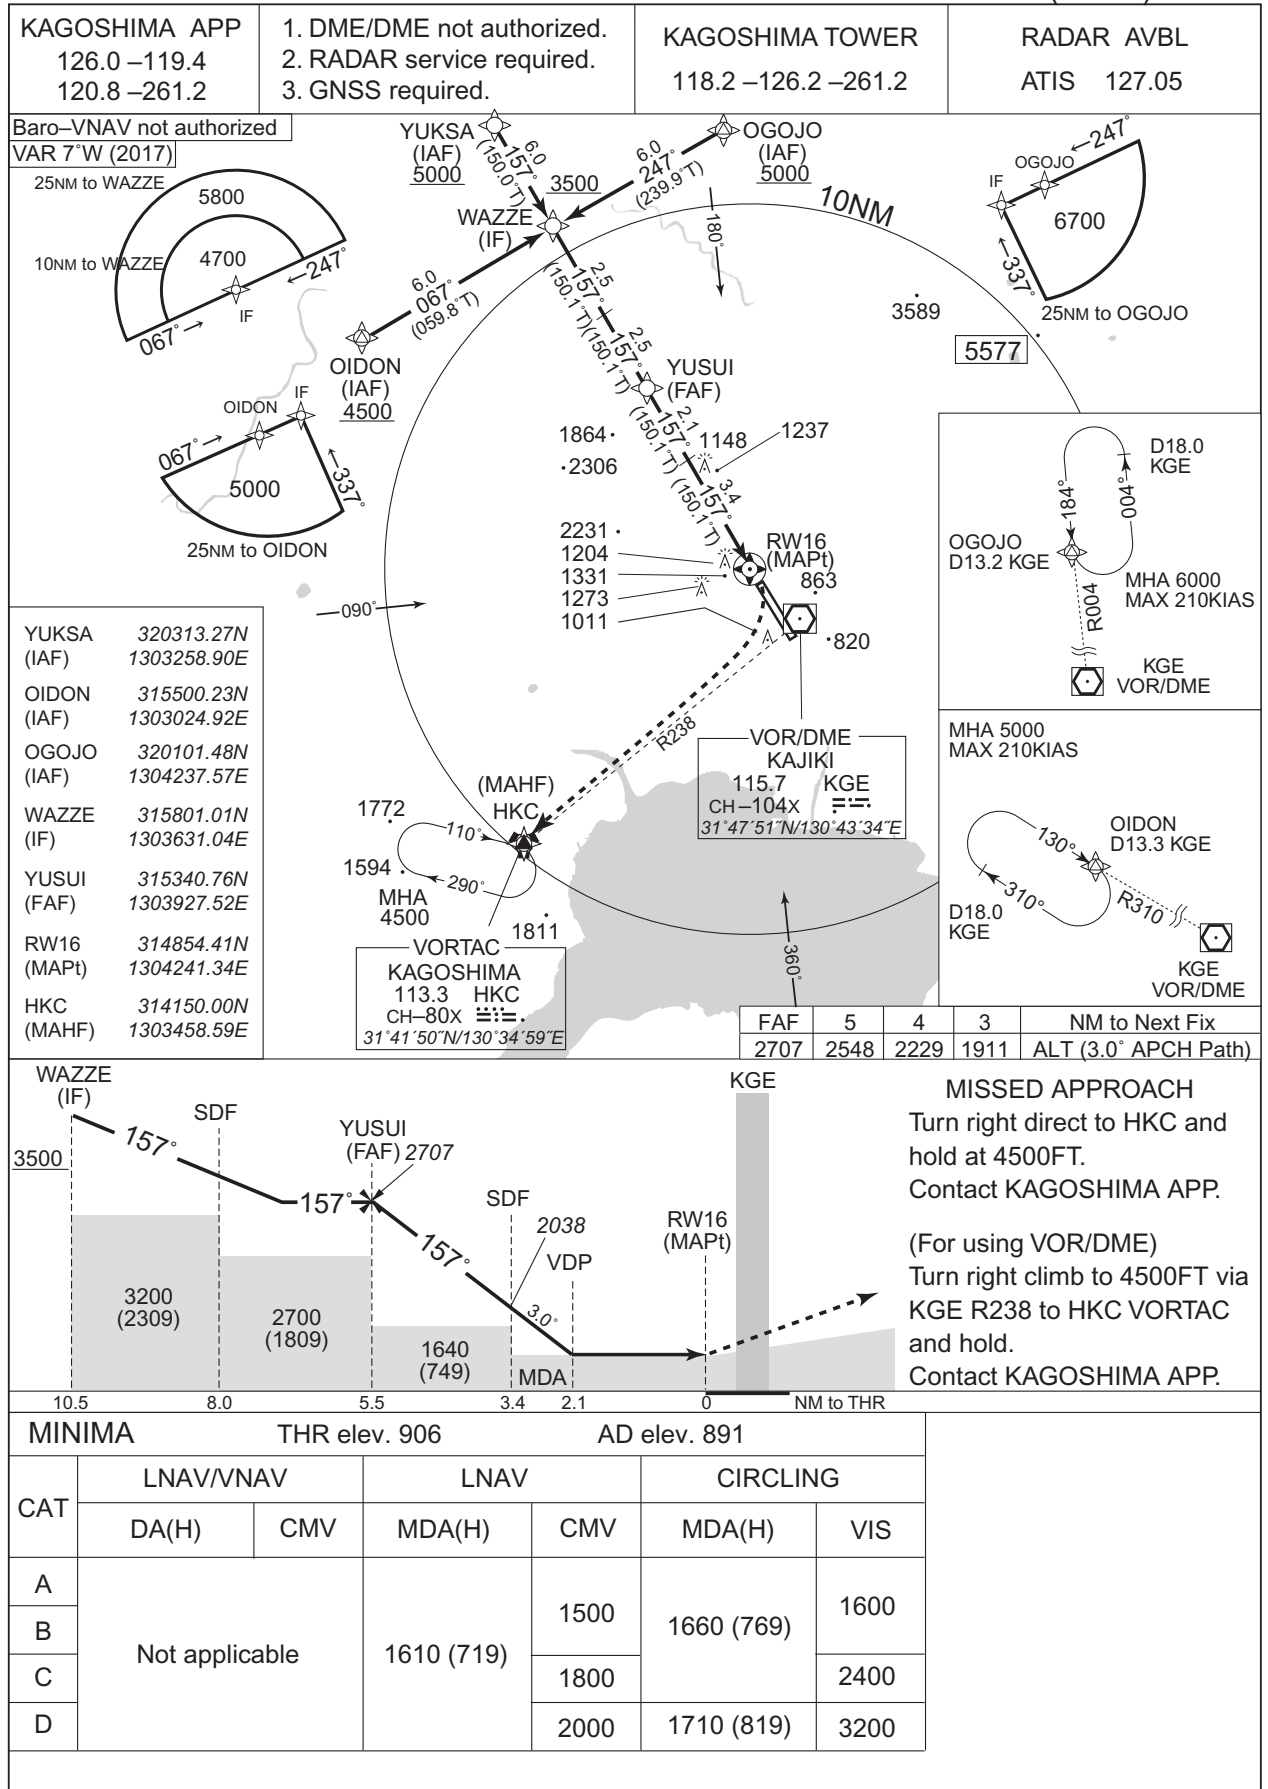 KAGOSHIMA APP
126.0 –119.4
120.8 –261.2
1. DME/DME not authorized.
2. RADAR service required.
3. GNSS required.
KAGOSHIMA TOWER
118.2 –126.2 –261.2
RADAR AVBL
ATIS 127.05
Baro–VNAV not authorized
VAR 7˚W (2017)
25NM to WAZZE
5800
10NM to WAZZE
4700
←247˚
067˚→
IF
YUKSA
(IAF)
5000
6.0
157˚
(150.0˚T)
OGOJO
(IAF)
5000
6.0
247˚
(239.9˚T)
3500
WAZZE
(IF)
OIDON
(IAF)
4500
6.0
067˚
(059.8˚T)
180˚
10NM
←247˚
OGOJO
IF
6700
←337˚
25NM to OGOJO
3589
5577
2.5
157˚
(150.1˚T)
2.5
157˚
(150.1˚T)
YUSUI
(FAF)
2.1
157˚
(150.1˚T)
3.4
157˚
(150.1˚T)
OIDON
IF
067˚→
5000
←337˚
25NM to OIDON
1864
2306
1148
1237
2231
1204
1331
1273
1011
RW16
(MAPt)
863
820
090˚
R238
D18.0
KGE
184˚
004˚
OGOJO
D13.2 KGE
MHA 6000
MAX 210KIAS
R004
KGE
VOR/DME
MHA 5000
MAX 210KIAS
OIDON
D13.3 KGE
130˚
310˚
D18.0
KGE
R310
KGE
VOR/DME
YUKSA 320313.27N
(IAF) 1303258.90E
OIDON 315500.23N
(IAF) 1303024.92E
OGOJO 320101.48N
(IAF) 1304237.57E
WAZZE 315801.01N
(IF) 1303631.04E
YUSUI 315340.76N
(FAF) 1303927.52E
RW16 314854.41N
(MAPt) 1304241.34E
HKC 314150.00N
(MAHF) 1303458.59E
VOR/DME
KAJIKI
115.7 KGE
CH–104X
31˚47´51˝N/130˚43´34˝E
(MAHF)
HKC
1772
110˚
1594
290˚
MHA
4500
1811
VORTAC
KAGOSHIMA
113.3 HKC
CH–80X
31˚41´50˝N/130˚34´59˝E
360˚
FAF 5 4 3 NM to Next Fix
2707 2548 2229 1911 ALT (3.0˚ APCH Path)
WAZZE
(IF)
3500
157˚
SDF
157˚
YUSUI
(FAF) 2707
157˚
SDF
2038
3.0˚
VDP
RW16
(MAPt)
KGE
3200
(2309)
2700
(1809)
1640
(749)
MDA
10.5 8.0 5.5 3.4 2.1 0 NM to THR
MISSED APPROACH
Turn right direct to HKC and
hold at 4500FT.
Contact KAGOSHIMA APP.
(For using VOR/DME)
Turn right climb to 4500FT via
KGE R238 to HKC VORTAC
and hold.
Contact KAGOSHIMA APP.
MINIMA THR elev. 906 AD elev. 891
CAT LNAV/VNAV LNAV CIRCLING
DA(H) CMV MDA(H) CMV MDA(H) VIS
A
B
C
D
Not applicable
1610 (719)
1500
1800
2000
1660 (769)
1710 (819)
1600
2400
3200